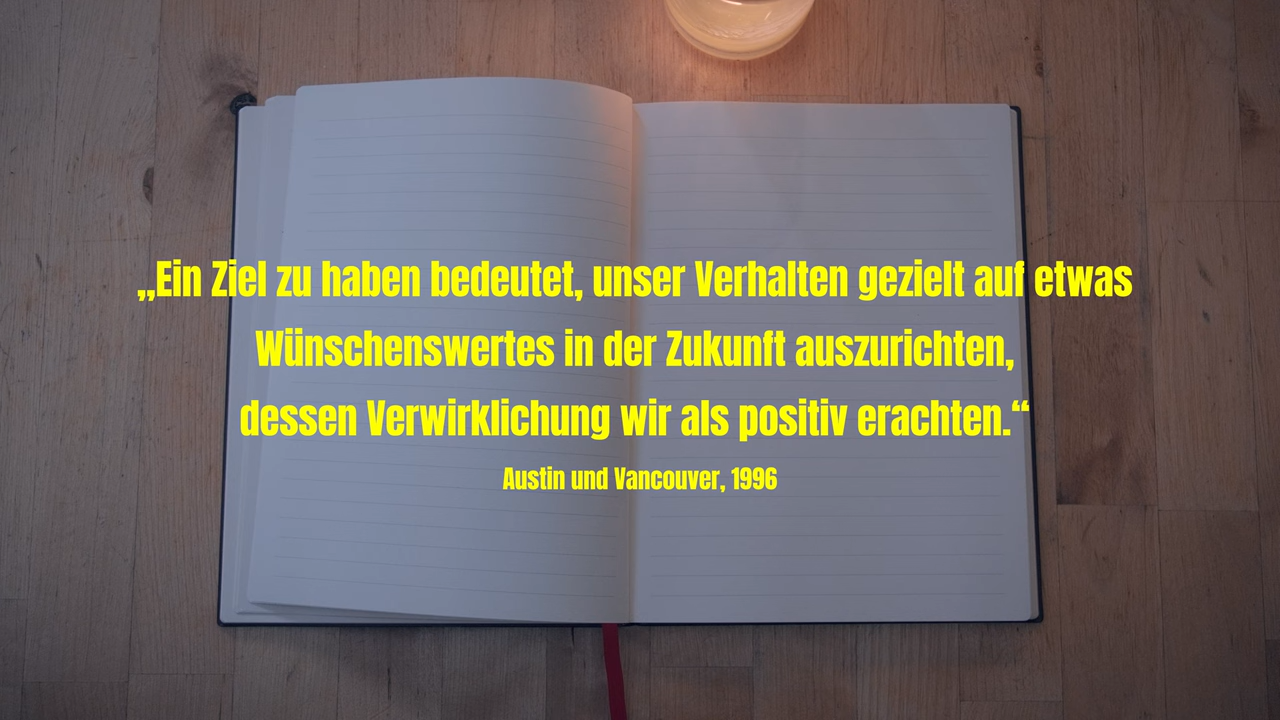 „Ein Ziel zu haben bedeutet, unser Verhalten gezielt auf etwas
Wünschenswertes in der Zukunft auszurichten,
dessen Verwirklichung wir als positiv erachten.“
Austin und Vancouver, 1996